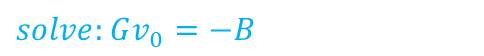 solve: Gv₀ = −B